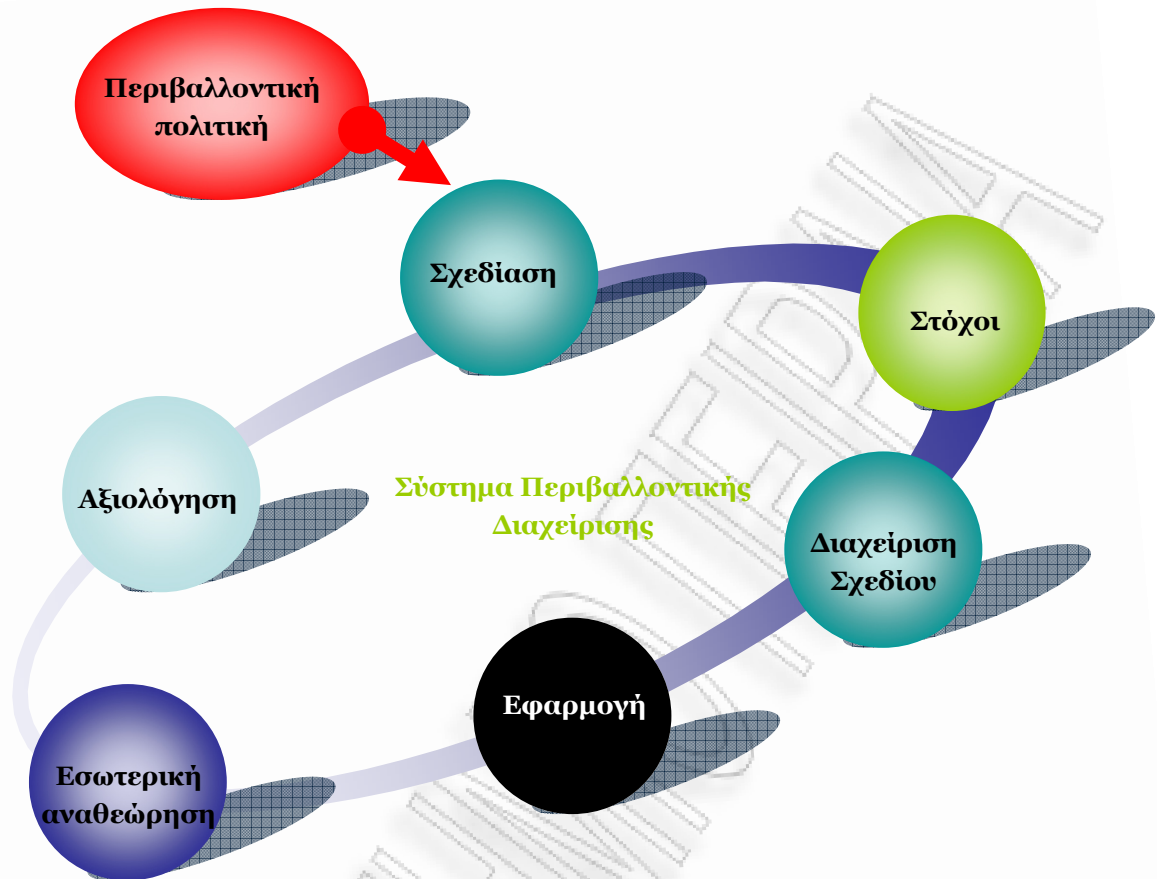 Περιβαλλοντική
πολιτική
Σχεδίαση
Στόχοι
Αξιολόγηση
Σύστημα Περιβαλλοντικής
Διαχείρισης
Διαχείριση
Σχεδίου
Εφαρμογή
Εσωτερική
αναθεώρηση